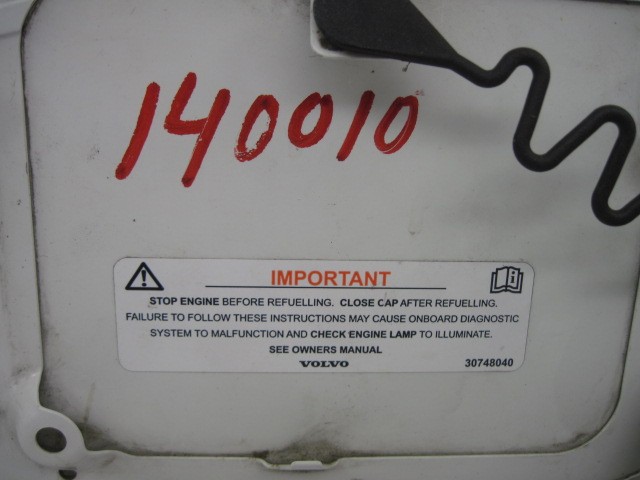 140010
IMPORTANT
STOP ENGINE BEFORE REFUELLING. CLOSE CAP AFTER REFUELLING.
FAILURE TO FOLLOW THESE INSTRUCTIONS MAY CAUSE ONBOARD DIAGNOSTIC
SYSTEM TO MALFUNCTION AND CHECK ENGINE LAMP TO ILLUMINATE.
SEE OWNERS MANUAL
VOLVO 30748040